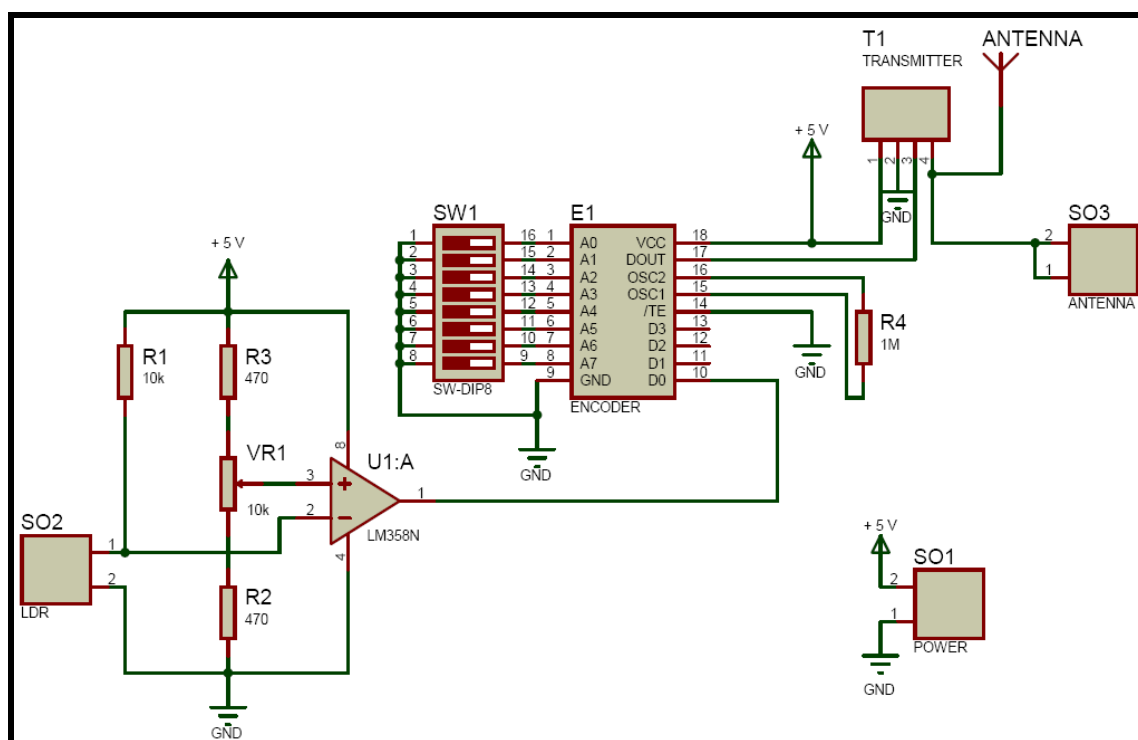 T1
TRANSMITTER
ANTENNA
+ 5 V
1
2
3
4
GND
SO3
2
1
ANTENNA
SW1
1
2
3
4
5
6
7
8
16
15
14
13
12
11
10
9
SW-DIP8
E1
1
2
3
4
5
6
7
8
9
A0
A1
A2
A3
A4
A5
A6
A7
GND
VCC
DOUT
OSC2
OSC1
/TE
D3
D2
D1
D0
18
17
16
15
14
13
12
11
10
ENCODER
GND
GND
R4
1M
+ 5 V
R1
10k
R3
470
VR1
10k
8
U1:A
3
2
1
4
LM358N
SO2
1
2
LDR
R2
470
GND
+ 5 V
SO1
2
1
POWER
GND